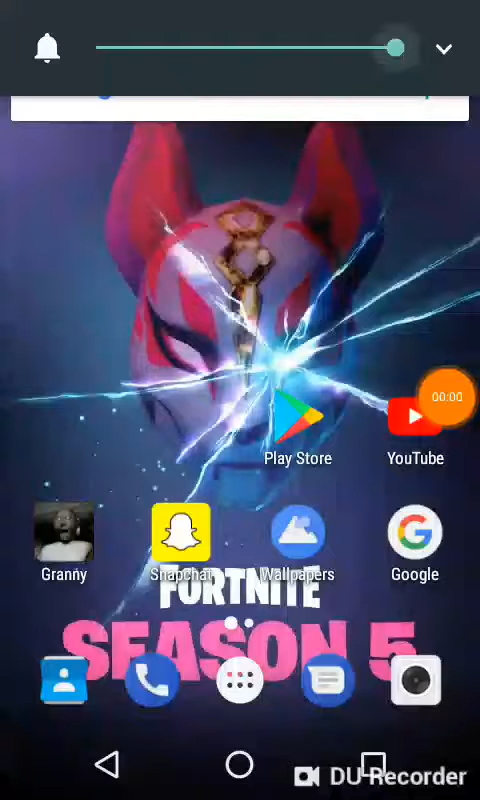 00:00
Play Store
YouTube
Granny
Snapchat
Wallpapers
Google
FORTNITE
SEASON 5
DU Recorder